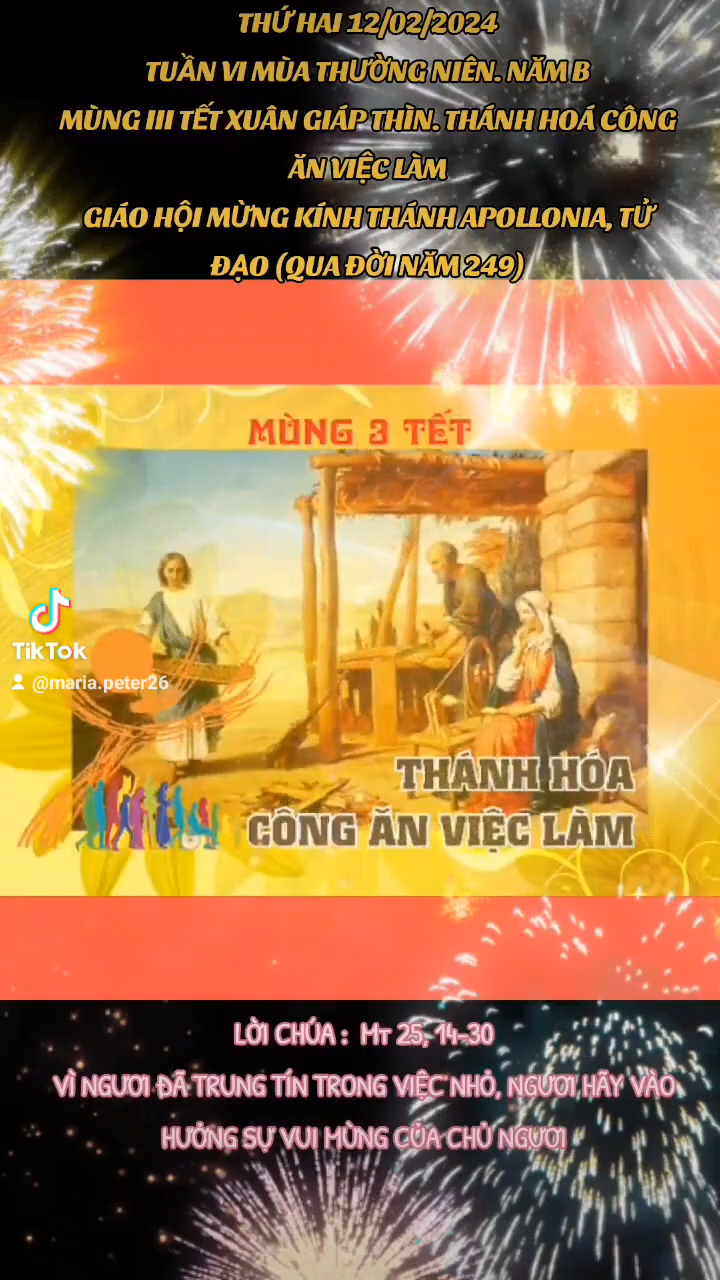 THỨ HAI 12/02/2024
TUẦN VI MÙA THƯỜNG NIÊN. NĂM B
MÙNG III TẾT XUÂN GIÁP THÌN. THÁNH HOÁ CÔNG
ĂN VIỆC LÀM
GIÁO HỘI MỪNG KÍNH THÁNH APOLLONIA, TỬ
ĐẠO (QUA ĐỜI NĂM 249)
MÙNG 3 TẾT
TikTok
@maria.peter26
THÁNH HÓA
CÔNG ĂN VIỆC LÀM
LỜI CHÚA : MT 25, 14-30
VÌ NGƯƠI ĐÃ TRUNG TÍN TRONG VIỆC NHỎ, NGƯƠI HÃY VÀO
HƯỞNG SỰ VUI MỪNG CỦA CHỦ NGƯƠI